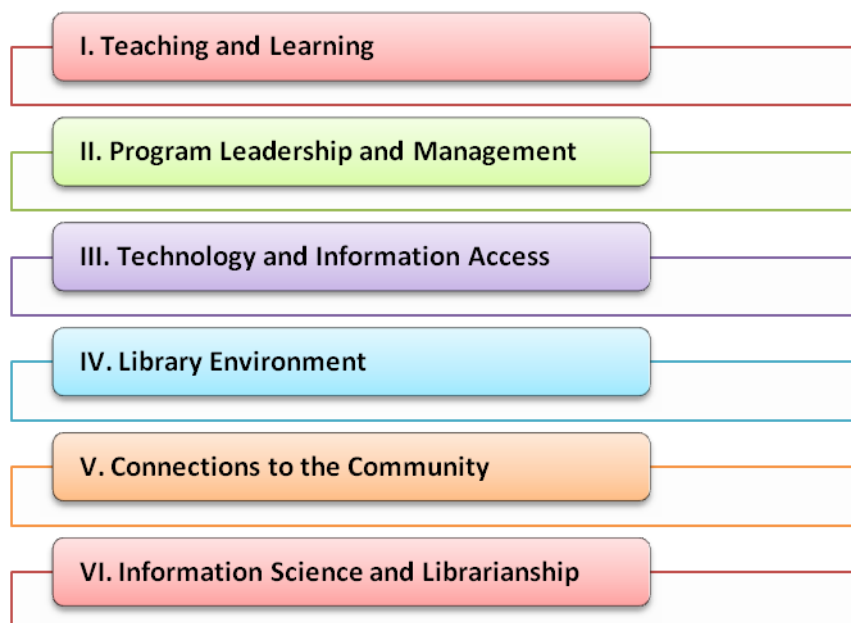 I. Teaching and Learning
II. Program Leadership and Management
III. Technology and Information Access
IV. Library Environment
V. Connections to the Community
VI. Information Science and Librarianship